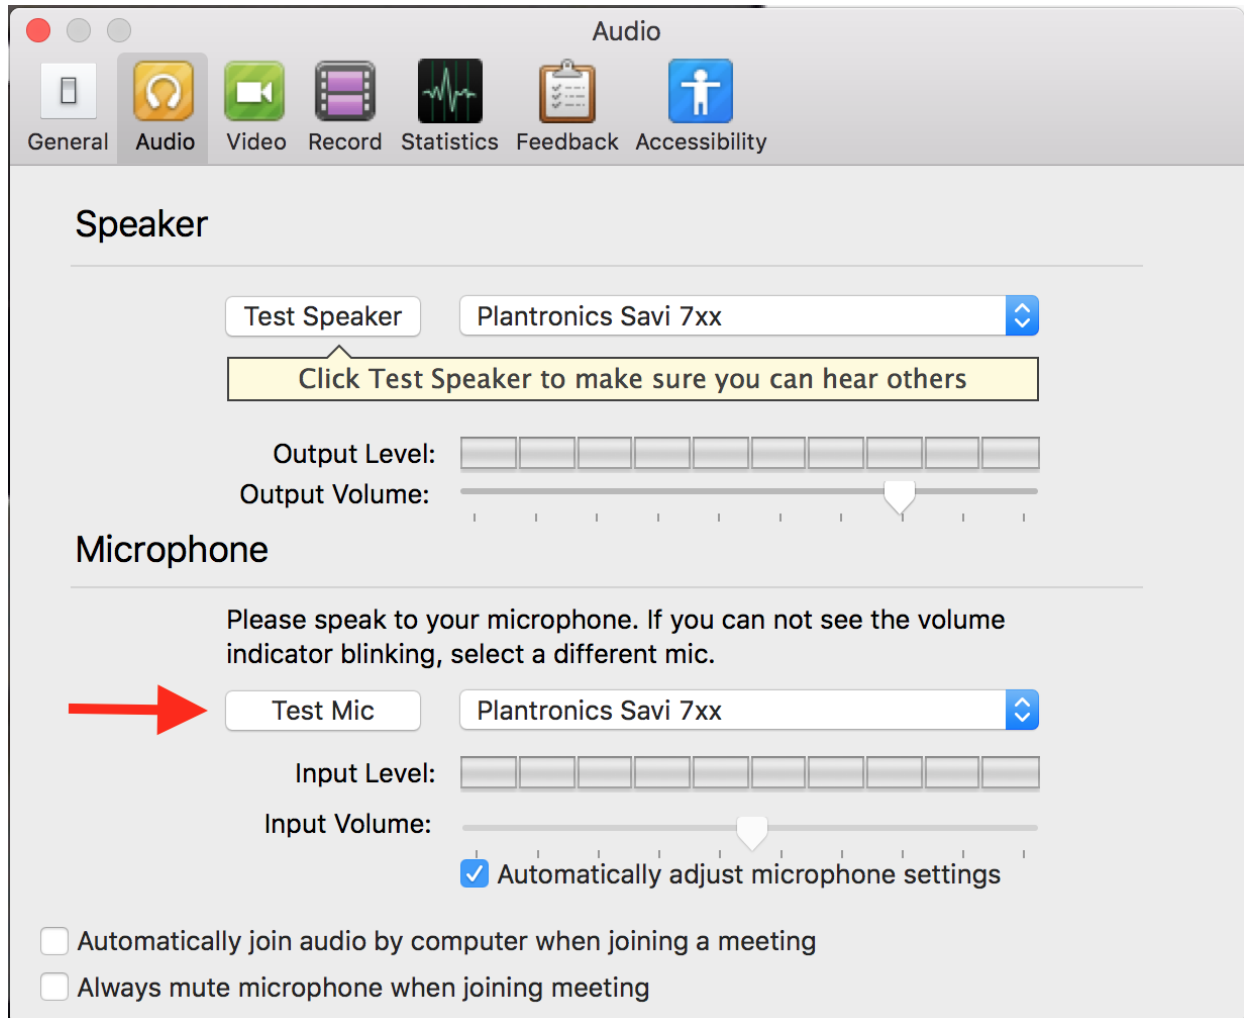 Audio
General Audio Video Record Statistics Feedback Accessibility
Speaker
Test Speaker Plantronics Savi 7xx
Click Test Speaker to make sure you can hear others
Output Level:
Output Volume:
Microphone
Please speak to your microphone. If you can not see the volume
indicator blinking, select a different mic.
Test Mic Plantronics Savi 7xx
Input Level:
Input Volume:
Automatically adjust microphone settings
Automatically join audio by computer when joining a meeting
Always mute microphone when joining meeting